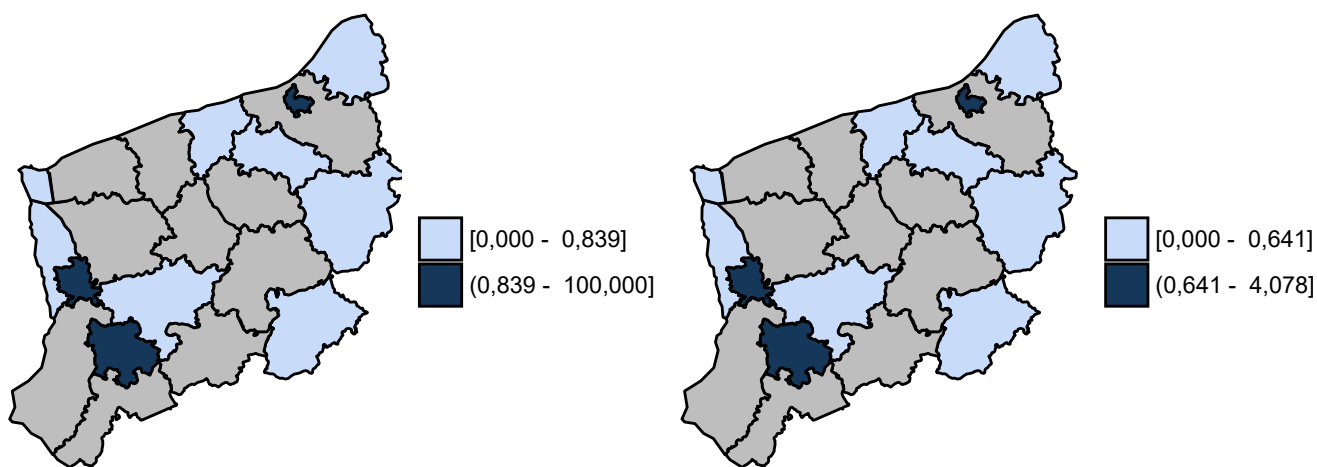 [0,000 - 0,839]
(0,839 - 100,000]
[0,000 - 0,641]
(0,641 - 4,078]